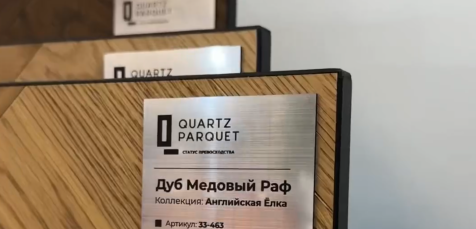 QUARTZ
PARQUET
QUARTZ
QUARTZ
PARQUET
СТАТУС ПРЕВОСХОДСТВА
Дуб Медовый Раф
Коллекция: Английская Ёлка
Артикул: 33-463